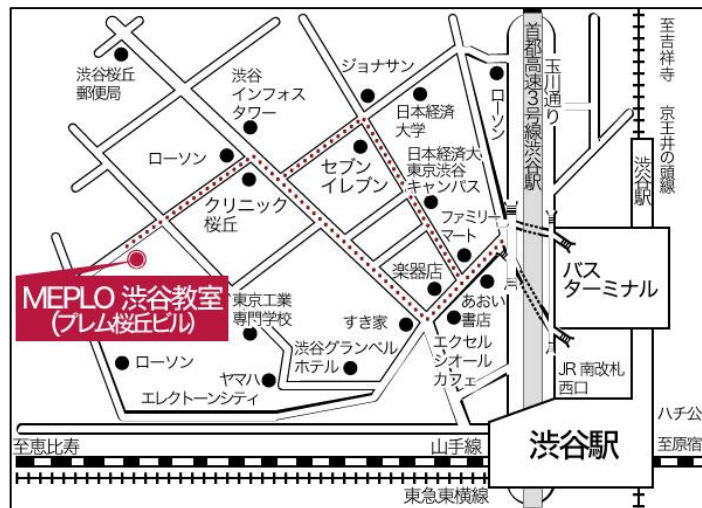 渋谷桜丘
郵便局
渋谷
インフォス
タワー
ジョナサン
日本経済
大学
ローソン
首都高速3号線渋谷駅
玉川通り
至吉祥寺
京王井の頭線
渋谷駅
ローソン
セブン
イレブン
日本経済大
東京渋谷
キャンパス
クリニック
桜丘
ファミリー
マート
バス
ターミナル
MEPLO 渋谷教室
(プレム桜丘ビル)
東京工業
専門学校
楽器店
あおい
書店
すき家
エクセル
シオール
カフェ
JR 南改札
西口
渋谷グランベル
ホテル
ローソン
ヤマハ
エレクトーンシティ
ハチ公
至恵比寿
山手線
渋谷駅
至原宿
東急東横線